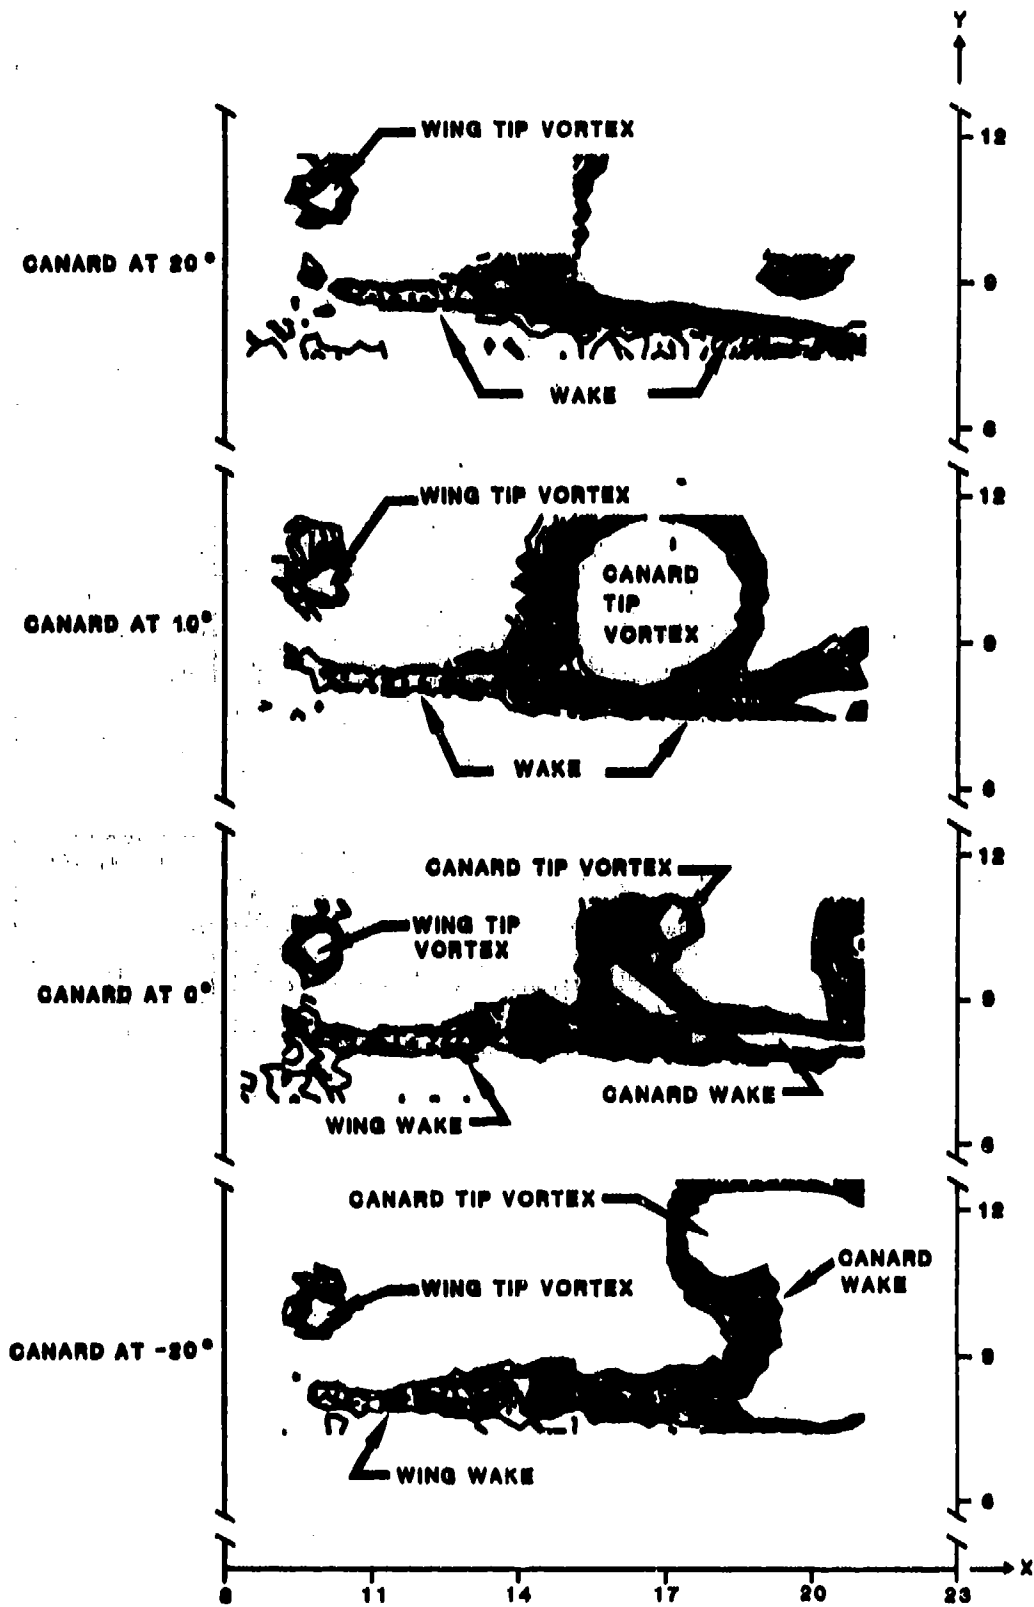 Y
WING TIP VORTEX
12
CANARD AT 20°
9
WAKE
6
WING TIP VORTEX
12
CANARD
TIP
VORTEX
CANARD AT 10°
9
WAKE
6
CANARD TIP VORTEX
12
WING TIP
VORTEX
CANARD AT 0°
9
CANARD WAKE
WING WAKE
6
CANARD TIP VORTEX
12
CANARD
WAKE
WING TIP VORTEX
CANARD AT -20°
9
WING WAKE
6
X
8 11 14 17 20 23